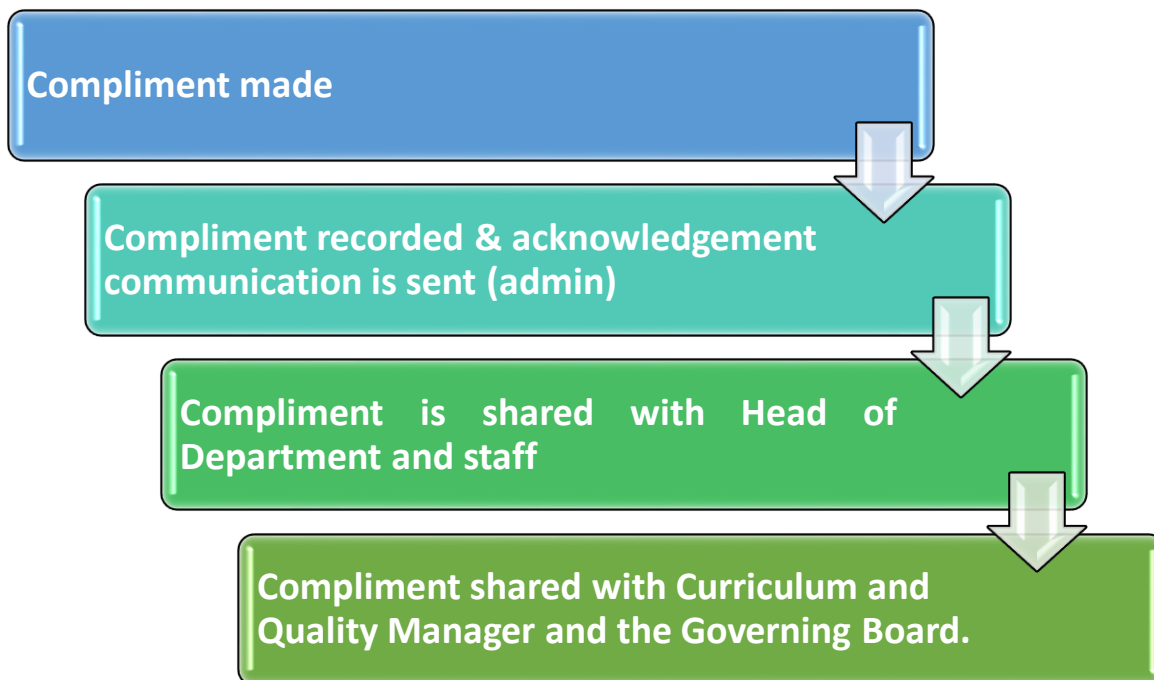 Compliment made
Compliment recorded & acknowledgement
communication is sent (admin)
Compliment is shared with Head of
Department and staff
Compliment shared with Curriculum and
Quality Manager and the Governing Board.